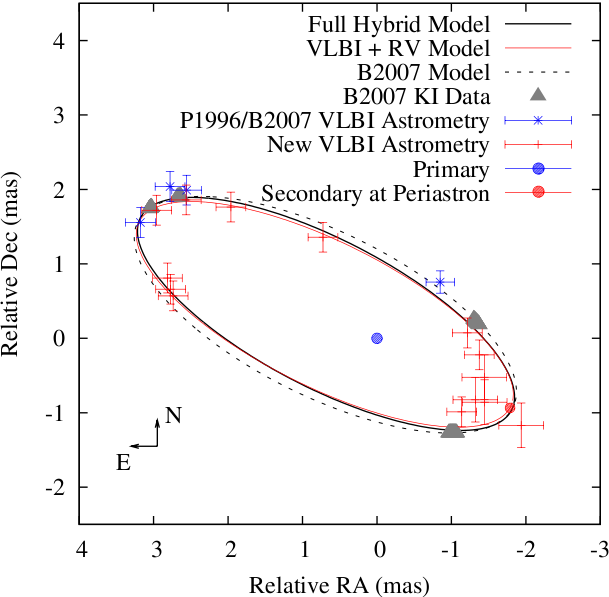 Full Hybrid Model
VLBI + RV Model
B2007 Model
B2007 KI Data
P1996/B2007 VLBI Astrometry
New VLBI Astrometry
Primary
Secondary at Periastron
4
3
2
1
0
-1
-2
Relative Dec (mas)
N
E
4 3 2 1 0 -1 -2 -3
Relative RA (mas)